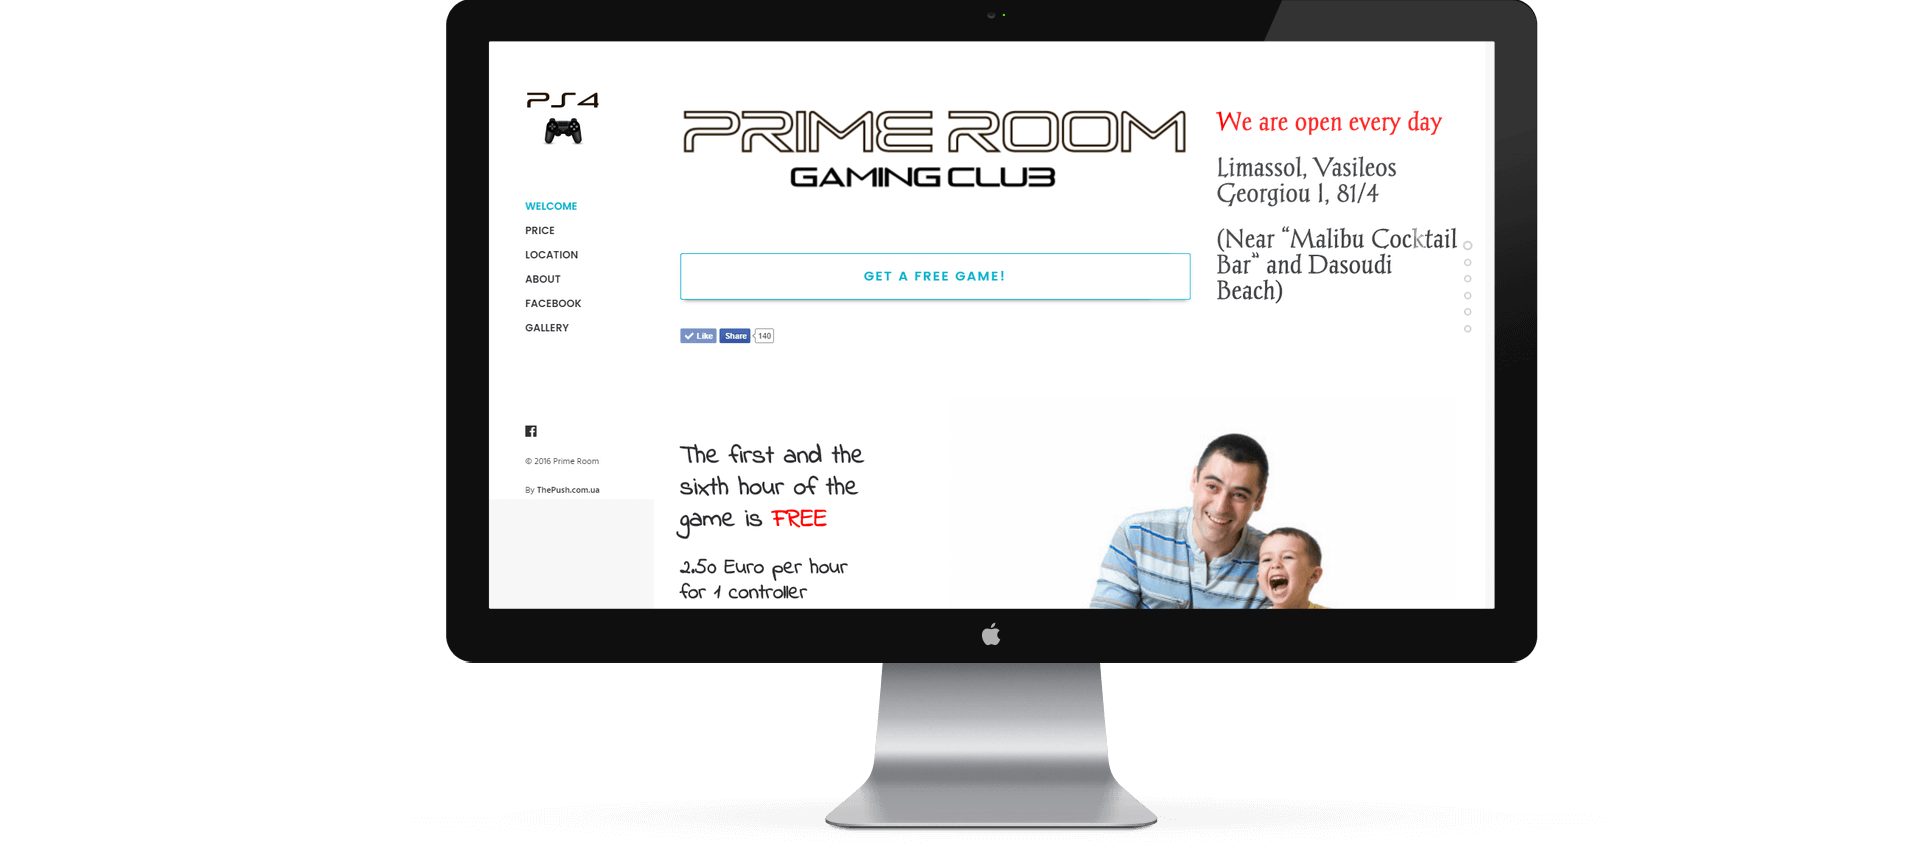 PS4
WELCOME
PRICE
LOCATION
ABOUT
FACEBOOK
GALLERY
© 2016 Prime Room
By ThePush.com.ua
PRIME ROOM
GAMING CLUB
GET A FREE GAME!
Like Share 140
We are open every day
Limassol, Vasileos
Georgiou 1, 81/4
(Near “Malibu Cocktail
Bar” and Dasoudi
Beach)
The first and the
sixth hour of the
game is FREE
2.50 Euro per hour
for 1 controller